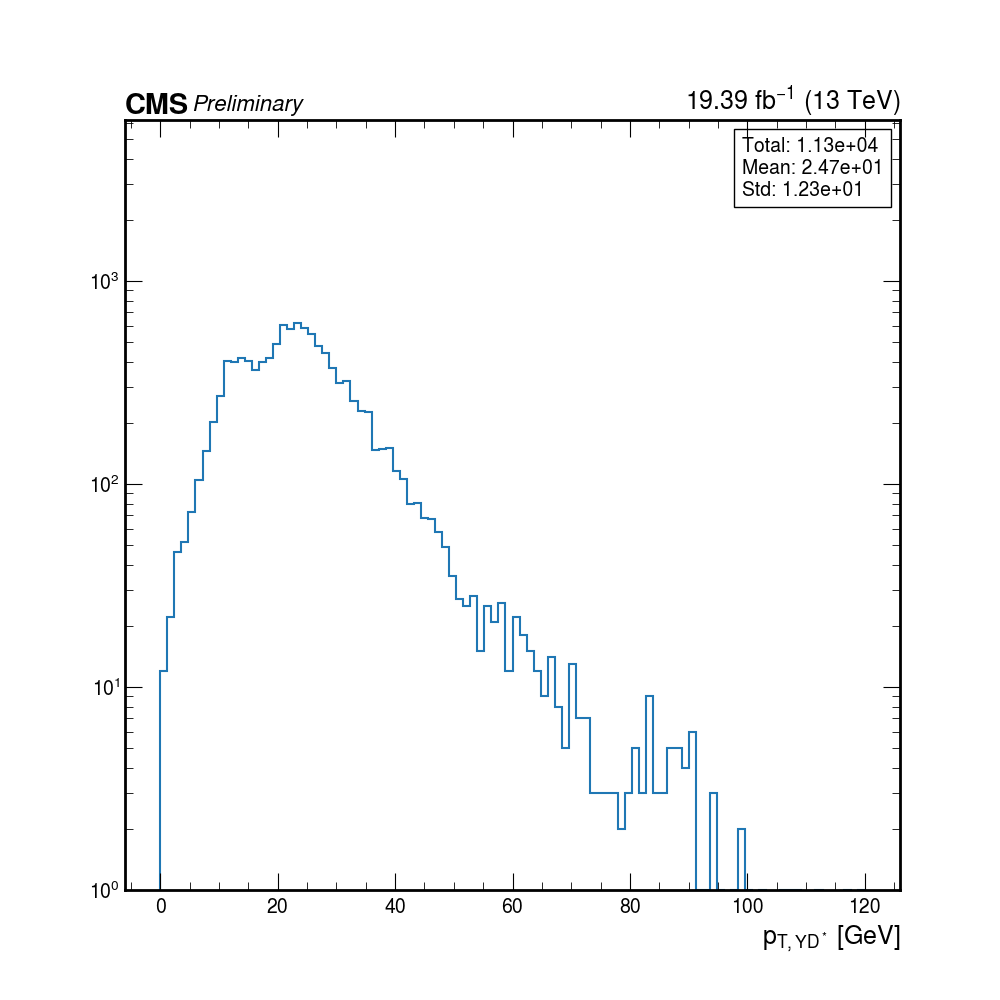 CMS Preliminary 19.39 fb⁻¹ (13 TeV)
Total: 1.13e+04
Mean: 2.47e+01
Std: 1.23e+01
10³
10²
10¹
10⁰
0 20 40 60 80 100 120
p_{T, YD*} [GeV]